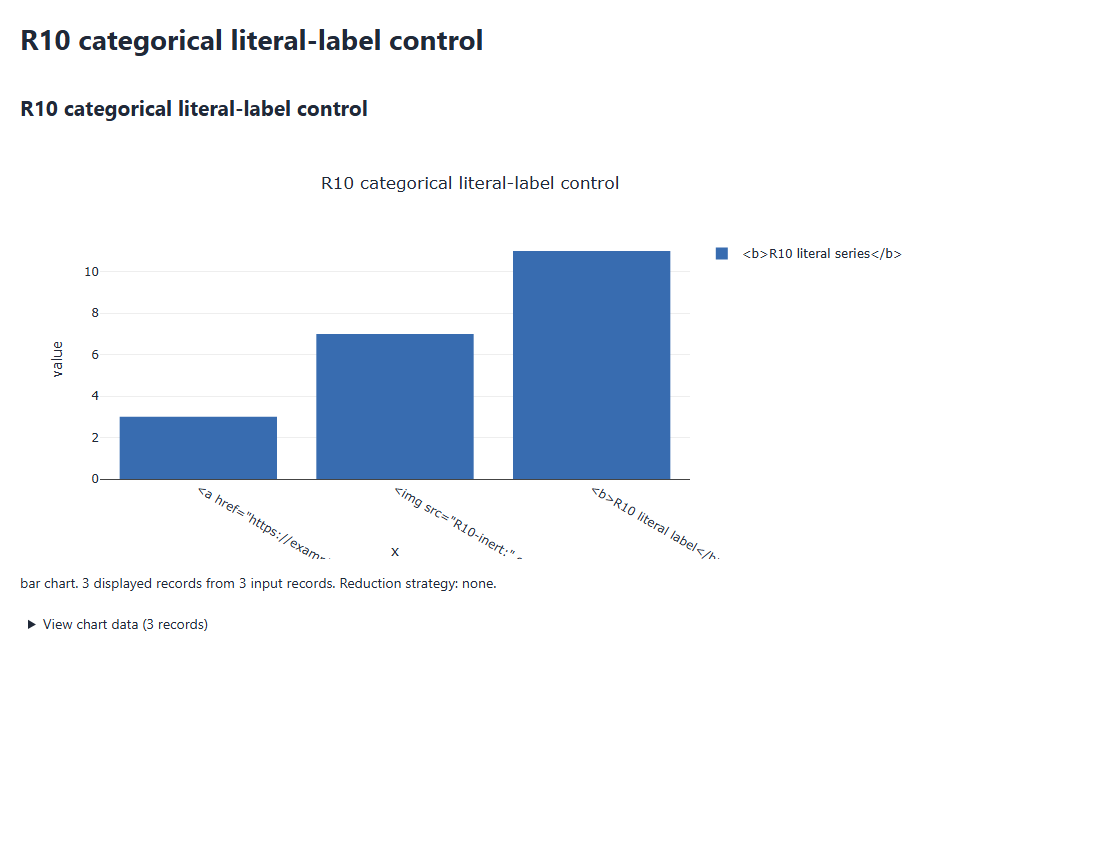 R10 categorical literal-label control
R10 categorical literal-label control
R10 categorical literal-label control
<b>R10 literal series</b>
10
8
6
4
2
0
value
<a href="https://examp
<img src="R10-inert:"
<b>R10 literal label</b
x
bar chart. 3 displayed records from 3 input records. Reduction strategy: none.
View chart data (3 records)